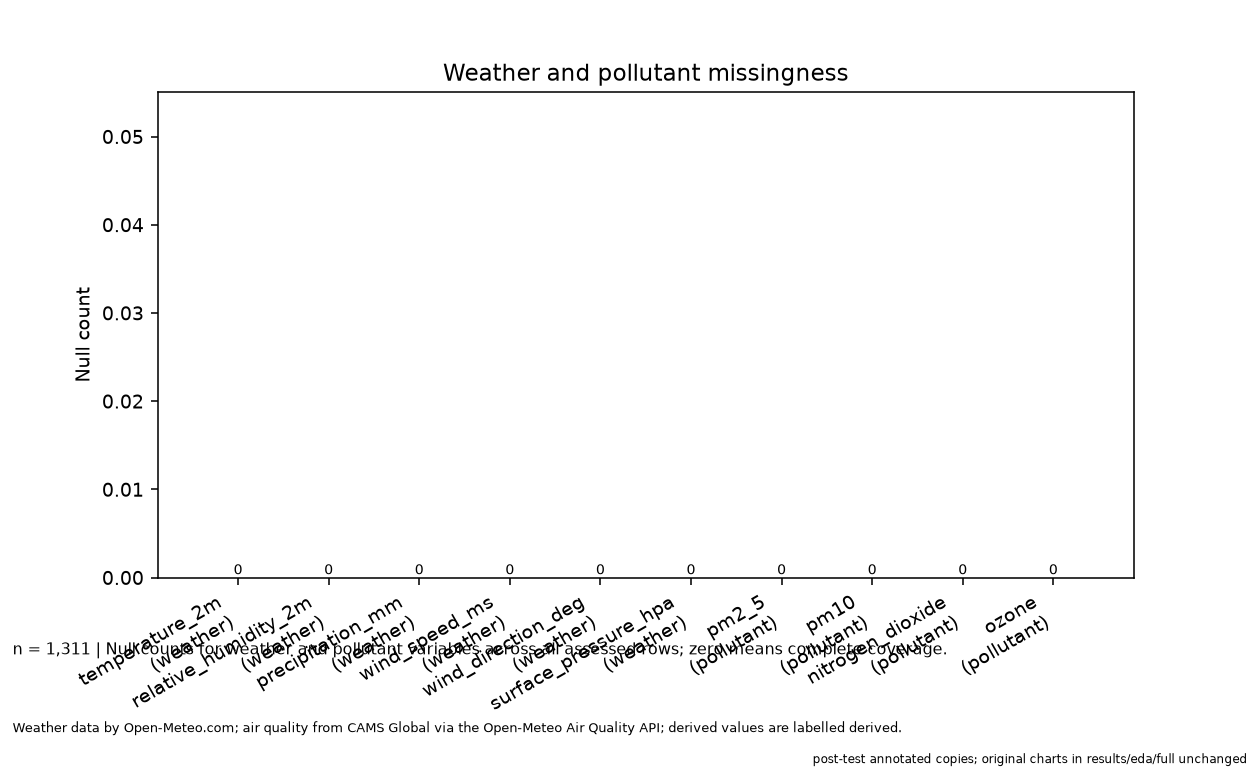 Weather and pollutant missingness
0.05
0.04
0.03
0.02
0.01
0.00
Null count
0 0 0 0 0 0 0 0 0 0
temperature_2m
(weather)
relative_humidity_2m
(weather)
precipitation_mm
(weather)
wind_speed_ms
(weather)
wind_direction_deg
(weather)
surface_pressure_hpa
(weather)
pm2_5
(pollutant)
pm10
(pollutant)
nitrogen_dioxide
(pollutant)
ozone
(pollutant)
n = 1,311 | Null counts for weather and pollutant variables across all assessed rows; zero means complete coverage.
Weather data by Open-Meteo.com; air quality from CAMS Global via the Open-Meteo Air Quality API; derived values are labelled derived.
post-test annotated copies; original charts in results/eda/full unchanged